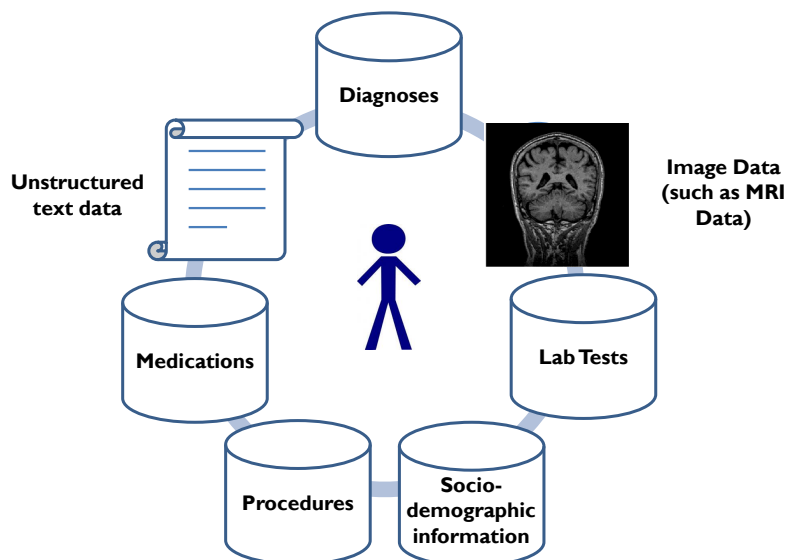 Diagnoses
Unstructured
text data
Image Data
(such as MRI
Data)
Medications
Lab Tests
Procedures
Socio-
demographic
information